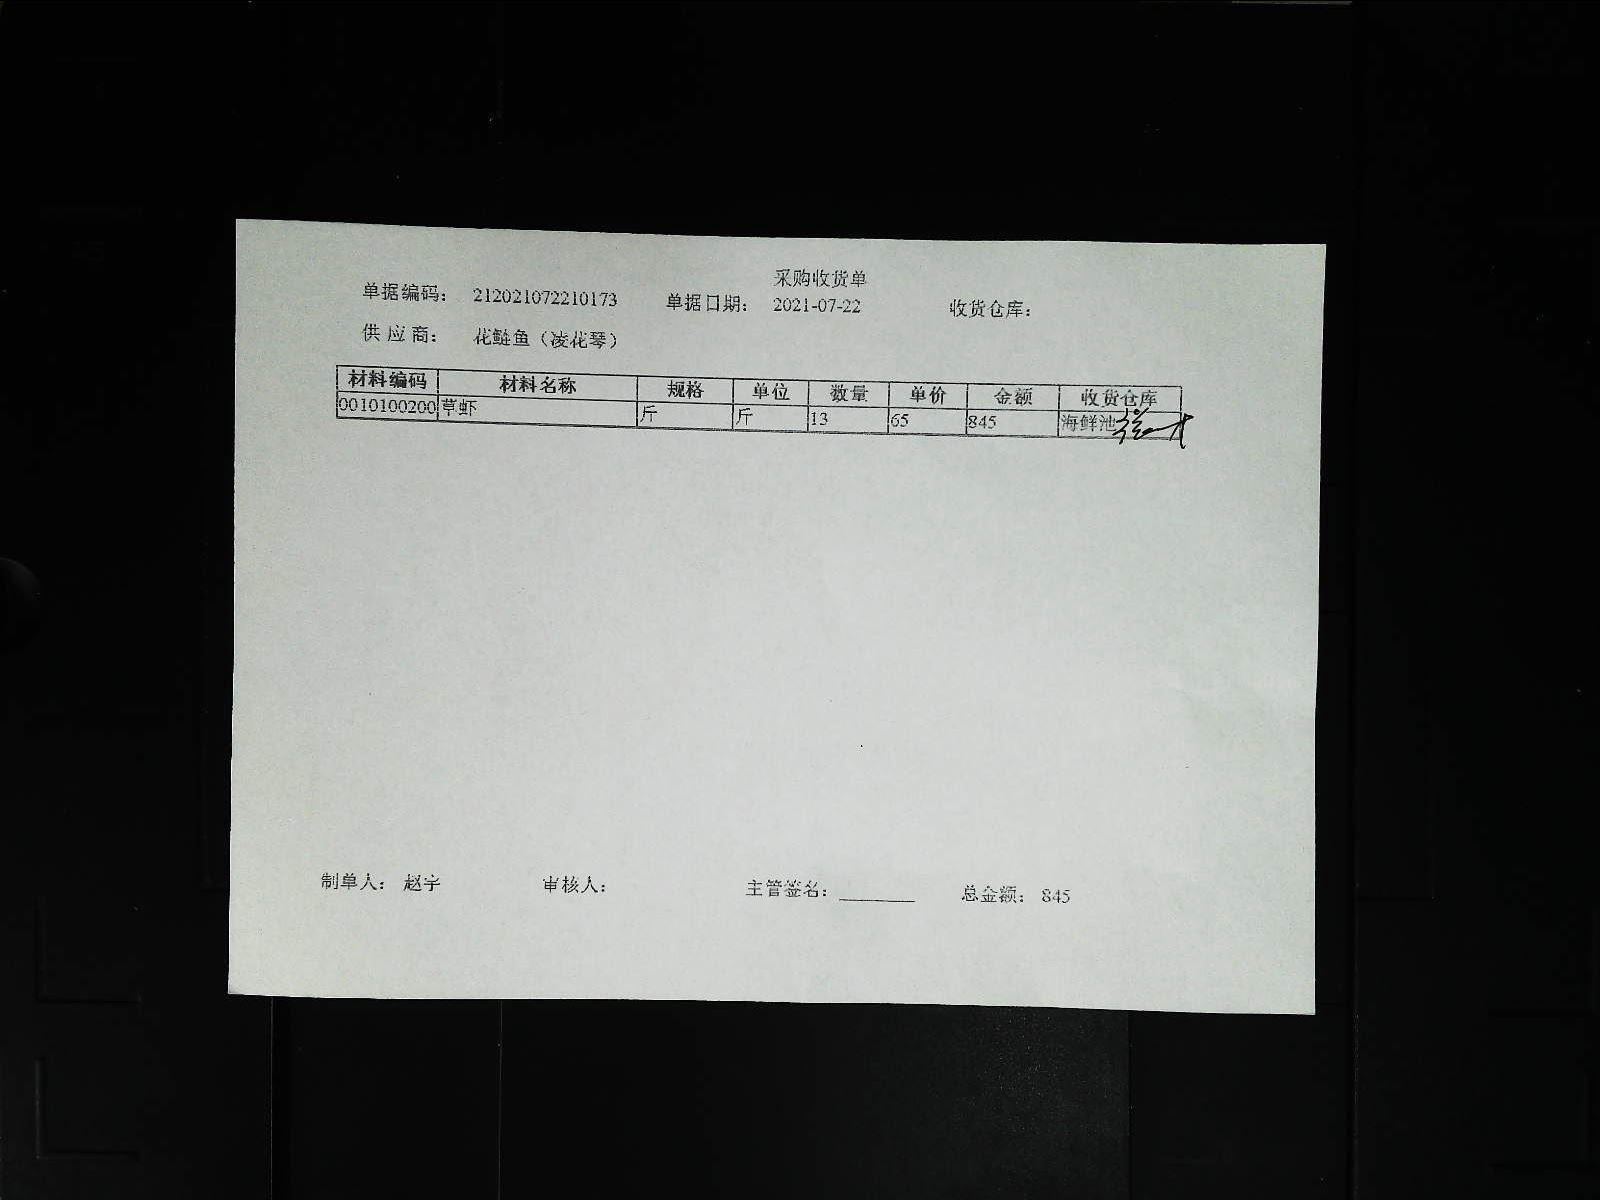 采购收货单
单据编码： 212021072210173 单据日期： 2021-07-22 收货仓库：
供 应 商： 花鲢鱼（凌花琴）
材料编码 材料名称 规格 单位 数量 单价 金额 收货仓库
0010100200 草虾 斤 斤 13 65 845 海鲜池
制单人： 赵宇 审核人： 主管签名： 总金额： 845